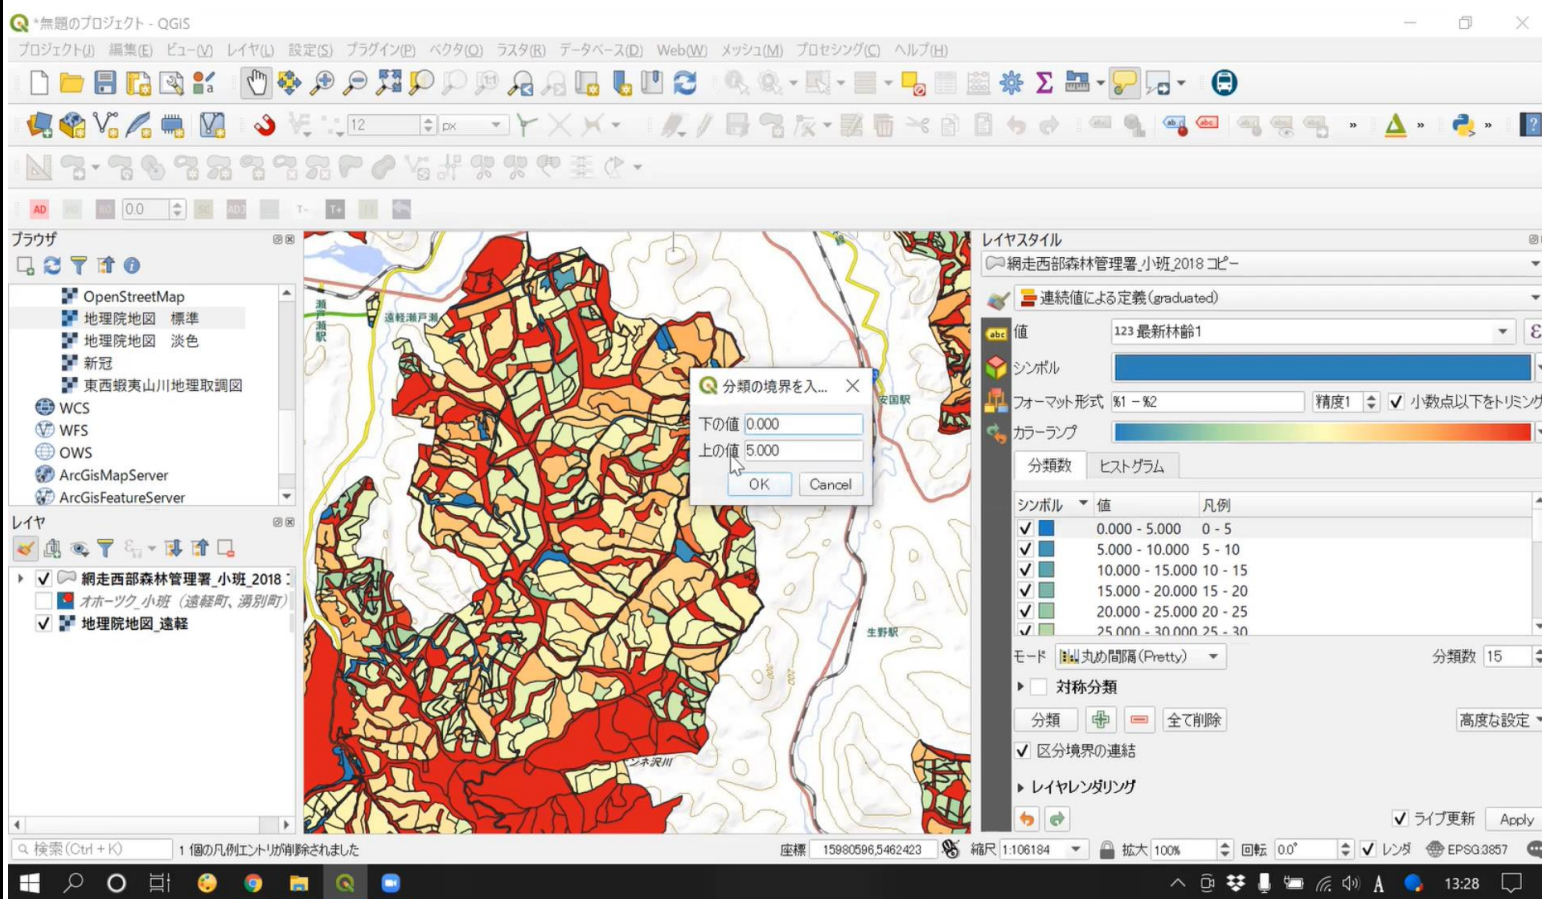 *無題のプロジェクト - QGIS
プロジェクト(J) 編集(E) ビュー(V) レイヤ(L) 設定(S) プラグイン(P) ベクタ(O) ラスタ(R) データベース(D) Web(W) メッシュ(M) プロセシング(C) ヘルプ(H)
12 px
AD 0.0 T- T+
ブラウザ
OpenStreetMap
地理院地図 標準
地理院地図 淡色
新冠
東西蝦夷山川地理取調図
WCS
WFS
OWS
ArcGisMapServer
ArcGisFeatureServer
レイヤ
網走西部森林管理署_小班_2018
オホーツク_小班 (遠軽町、湧別町)
地理院地図_遠軽
瀬戸瀬駅
遠軽瀬戸瀬
安国駅
生野駅
ンネ沢川
300
200
分類の境界を入...
下の値 0.000
上の値 5.000
OK Cancel
レイヤスタイル
網走西部森林管理署_小班_2018 コピー
連続値による定義(graduated)
値 123 最新林齢1 ε
シンボル
フォーマット形式 %1 - %2 精度1 小数点以下をトリミング
カラーランプ
分類数 ヒストグラム
シンボル 値 凡例
0.000 - 5.000 0 - 5
5.000 - 10.000 5 - 10
10.000 - 15.000 10 - 15
15.000 - 20.000 15 - 20
20.000 - 25.000 20 - 25
25.000 - 30.000 25 - 30
モード 丸め間隔(Pretty) 分類数 15
対称分類
分類 全て削除 高度な設定
区分境界の連結
レイヤレンダリング
ライブ更新 Apply
検索(Ctrl + K) 1 個の凡例エントリが削除されました 座標 15980596,5462423 縮尺 1:106184 拡大 100% 回転 0.0° レンダ EPSG:3857
A 13:28